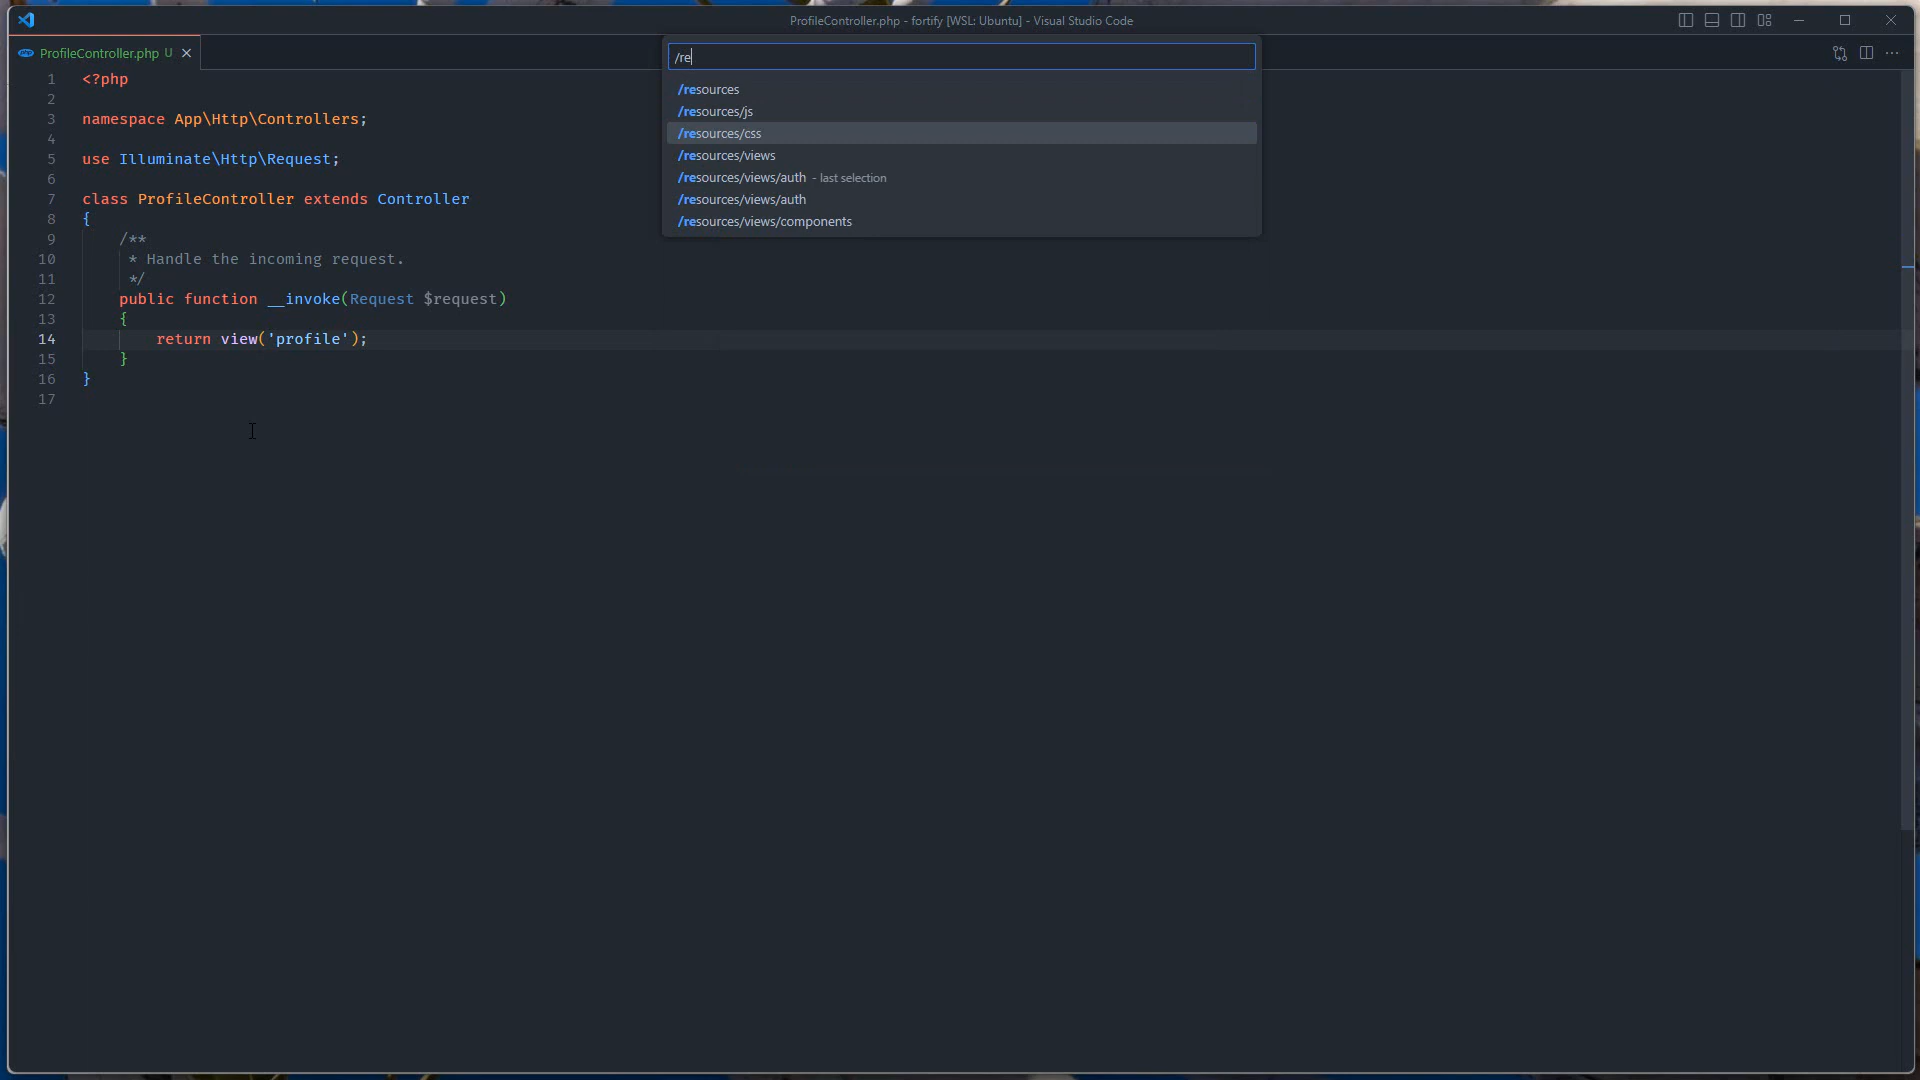 ProfileController.php - fortify [WSL: Ubuntu] - Visual Studio Code
ProfileController.php U
/re
/resources
/resources/js
/resources/css
/resources/views
/resources/views/auth - last selection
/resources/views/auth
/resources/views/components
1 <?php
2
3 namespace App\Http\Controllers;
4
5 use Illuminate\Http\Request;
6
7 class ProfileController extends Controller
8 {
9 /**
10 * Handle the incoming request.
11 */
12 public function __invoke(Request $request)
13 {
14 return view('profile');
15 }
16 }
17